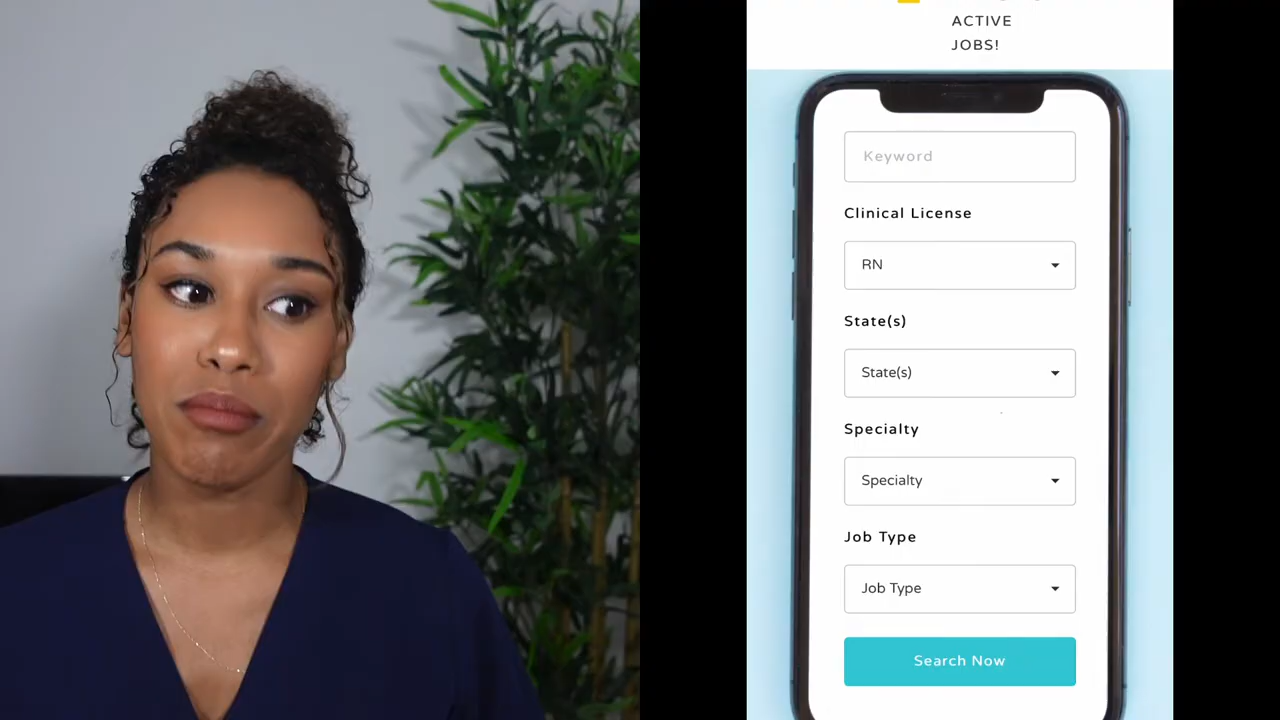 ACTIVE
JOBS!
Keyword
Clinical License
RN
State(s)
State(s)
Specialty
Specialty
Job Type
Job Type
Search Now